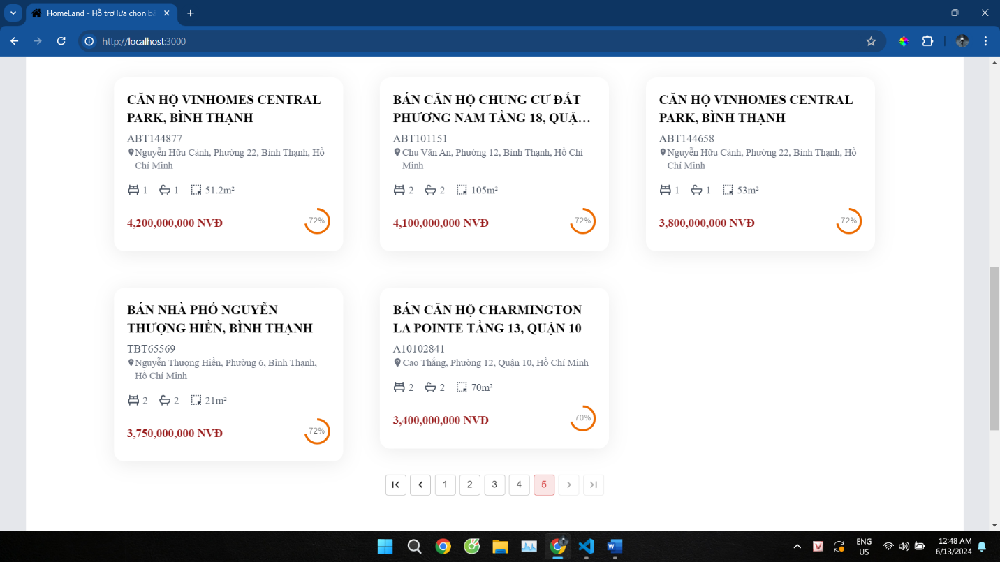 HomeLand - Hỗ trợ lựa chọn bấ
http://localhost:3000
CĂN HỘ VINHOMES CENTRAL
PARK, BÌNH THẠNH
ABT144877
Nguyễn Hữu Cảnh, Phường 22, Bình Thạnh, Hồ
Chí Minh
1 1 51.2m²
4,200,000,000 NVĐ
72%
BÁN CĂN HỘ CHUNG CƯ ĐẤT
PHƯƠNG NAM TẦNG 18, QUẬ…
ABT101151
Chu Văn An, Phường 12, Bình Thạnh, Hồ Chí
Minh
2 2 105m²
4,100,000,000 NVĐ
72%
CĂN HỘ VINHOMES CENTRAL
PARK, BÌNH THẠNH
ABT144658
Nguyễn Hữu Cảnh, Phường 22, Bình Thạnh, Hồ
Chí Minh
1 1 53m²
3,800,000,000 NVĐ
72%
BÁN NHÀ PHỐ NGUYỄN
THƯỢNG HIỀN, BÌNH THẠNH
TBT65569
Nguyễn Thượng Hiền, Phường 6, Bình Thạnh,
Hồ Chí Minh
2 2 21m²
3,750,000,000 NVĐ
72%
BÁN CĂN HỘ CHARMINGTON
LA POINTE TẦNG 13, QUẬN 10
A10102841
Cao Thắng, Phường 12, Quận 10, Hồ Chí Minh
2 2 70m²
3,400,000,000 NVĐ
70%
1 2 3 4 5
ENG
US
12:48 AM
6/13/2024